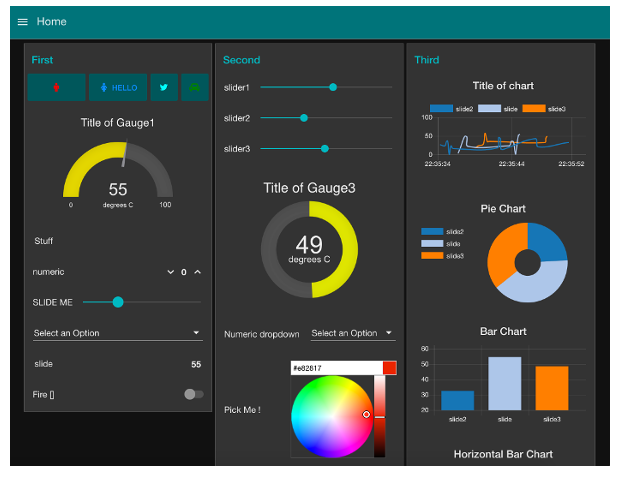 Home
First
HELLO
Title of Gauge1
55
degrees C
0
100
Stuff
numeric
0
SLIDE ME
Select an Option
slide
55
Fire []
Second
slider1
slider2
slider3
Title of Gauge3
49
degrees C
Numeric dropdown
Select an Option
Pick Me !
#e82817
Third
Title of chart
slide2
slide
slide3
100
50
0
22:35:24
22:35:44
22:35:52
Pie Chart
slide2
slide
slide3
Bar Chart
60
50
40
30
20
slide2
slide
slide3
Horizontal Bar Chart